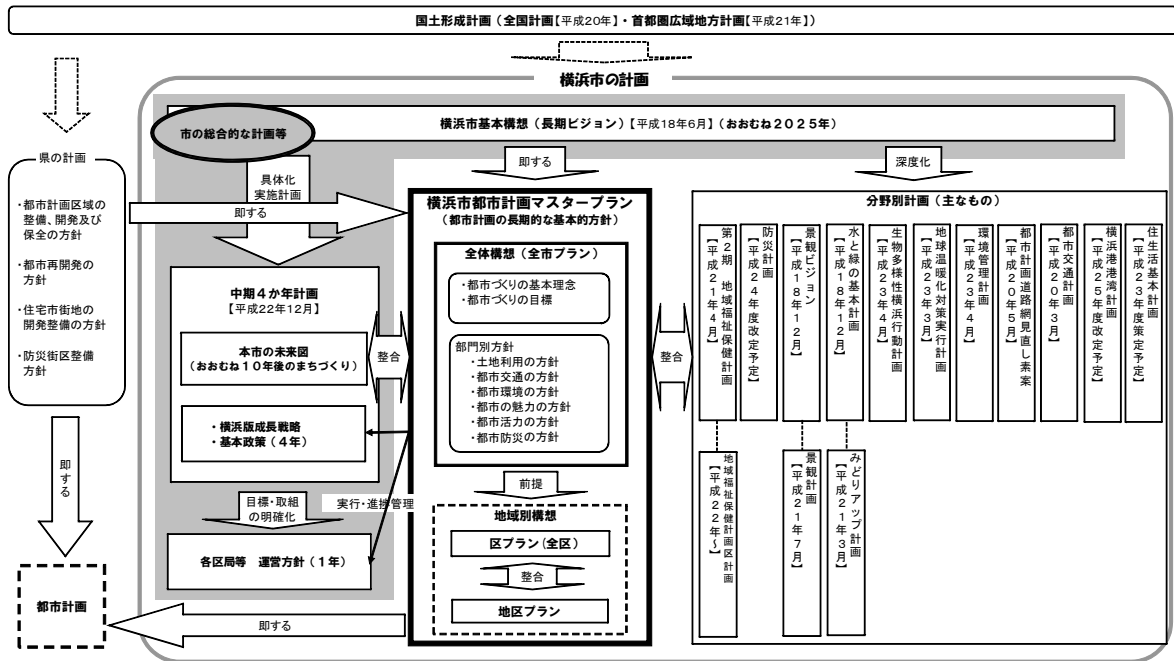 国土形成計画（全国計画【平成20年】・首都圏広域地方計画【平成21年】）
横浜市の計画
市の総合的な計画等
横浜市基本構想（長期ビジョン）【平成18年6月】（おおむね2025年）
県の計画
・都市計画区域の
整備、開発及び
保全の方針
・都市再開発の
方針
・住宅市街地の
開発整備の方針
・防災街区整備
方針
即する
都市計画
具体化
実施計画
即する
中期４か年計画
【平成22年12月】
本市の未来図
（おおむね１０年後のまちづくり）
・横浜版成長戦略
・基本政策（４年）
目標・取組
の明確化
実行・進捗管理
各区局等　運営方針（１年）
即する
整合
即する
横浜市都市計画マスタープラン
（都市計画の長期的な基本的方針）
全体構想（全市プラン）
・都市づくりの基本理念
・都市づくりの目標
部門別方針
・土地利用の方針
・都市交通の方針
・都市環境の方針
・都市の魅力の方針
・都市活力の方針
・都市防災の方針
前提
地域別構想
区プラン（全区）
整合
地区プラン
整合
深度化
分野別計画（主なもの）
第２期　地域福祉保健計画
【平成２１年４月】
防災計画
【平成２４年度改定予定】
景観ビジョン
【平成１８年１２月】
水と緑の基本計画
【平成１８年１２月】
生物多様性横浜行動計画
【平成２３年４月】
地球温暖化対策実行計画
【平成２３年３月】
環境管理計画
【平成２３年４月】
都市計画道路網見直し素案
【平成２０年５月】
都市交通計画
【平成２０年３月】
横浜港港湾計画
【平成２５年度改定予定】
住生活基本計画
【平成２３年度策定予定】
地域福祉保健計画区計画
【平成２２年～】
景観計画
【平成２１年７月】
みどりアップ計画
【平成２１年３月】